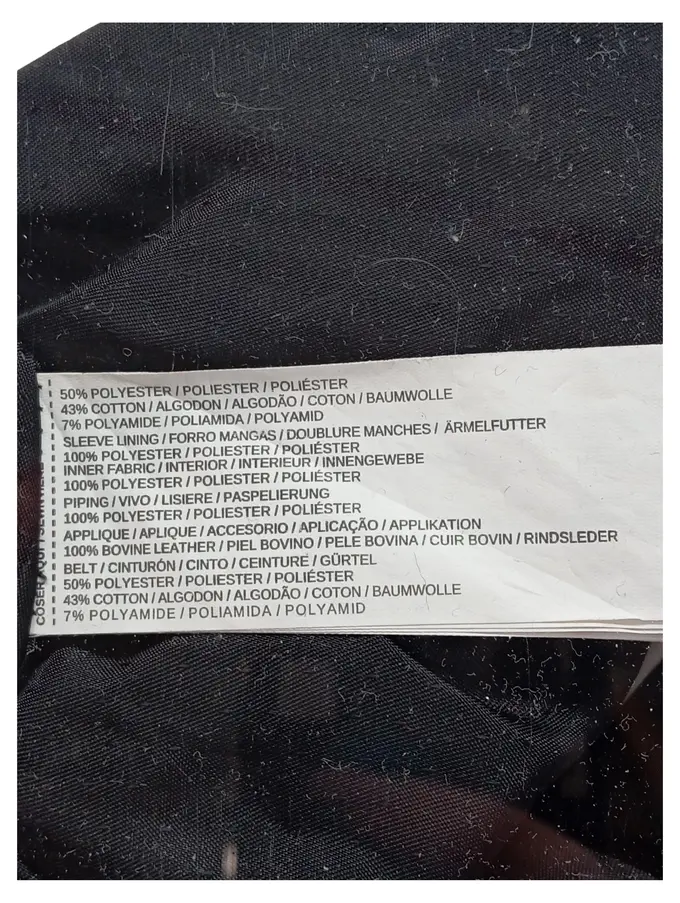 50% POLYESTER / POLIESTER / POLIÉSTER
43% COTTON / ALGODON / ALGODÃO / COTON / BAUMWOLLE
7% POLYAMIDE / POLIAMIDA / POLYAMID
SLEEVE LINING / FORRO MANGAS / DOUBLURE MANCHES / ÄRMELFUTTER
100% POLYESTER / POLIESTER / POLIÉSTER
INNER FABRIC / INTERIOR / INTERIEUR / INNENGEWEBE
100% POLYESTER / POLIESTER / POLIÉSTER
PIPING / VIVO / LISIERE / PASPELIERUNG
100% POLYESTER / POLIESTER / POLIÉSTER
APPLIQUE / APLIQUE / ACCESORIO / APLICAÇÃO / APPLIKATION
100% BOVINE LEATHER / PIEL BOVINO / PELE BOVINA / CUIR BOVIN / RINDSLEDER
BELT / CINTURÓN / CINTO / CEINTURE / GÜRTEL
50% POLYESTER / POLIESTER / POLIÉSTER
43% COTTON / ALGODON / ALGODÃO / COTON / BAUMWOLLE
7% POLYAMIDE / POLIAMIDA / POLYAMID
COSER